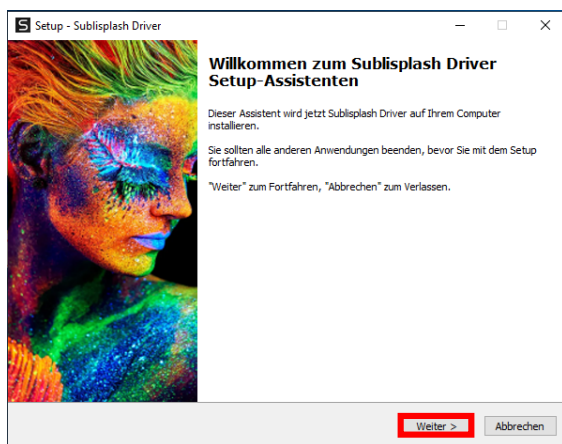 S Setup - Sublisplash Driver
Willkommen zum Sublisplash Driver
Setup-Assistenten
Dieser Assistent wird jetzt Sublisplash Driver auf Ihrem Computer
installieren.
Sie sollten alle anderen Anwendungen beenden, bevor Sie mit dem Setup
fortfahren.
"Weiter" zum Fortfahren, "Abbrechen" zum Verlassen.
Weiter > Abbrechen